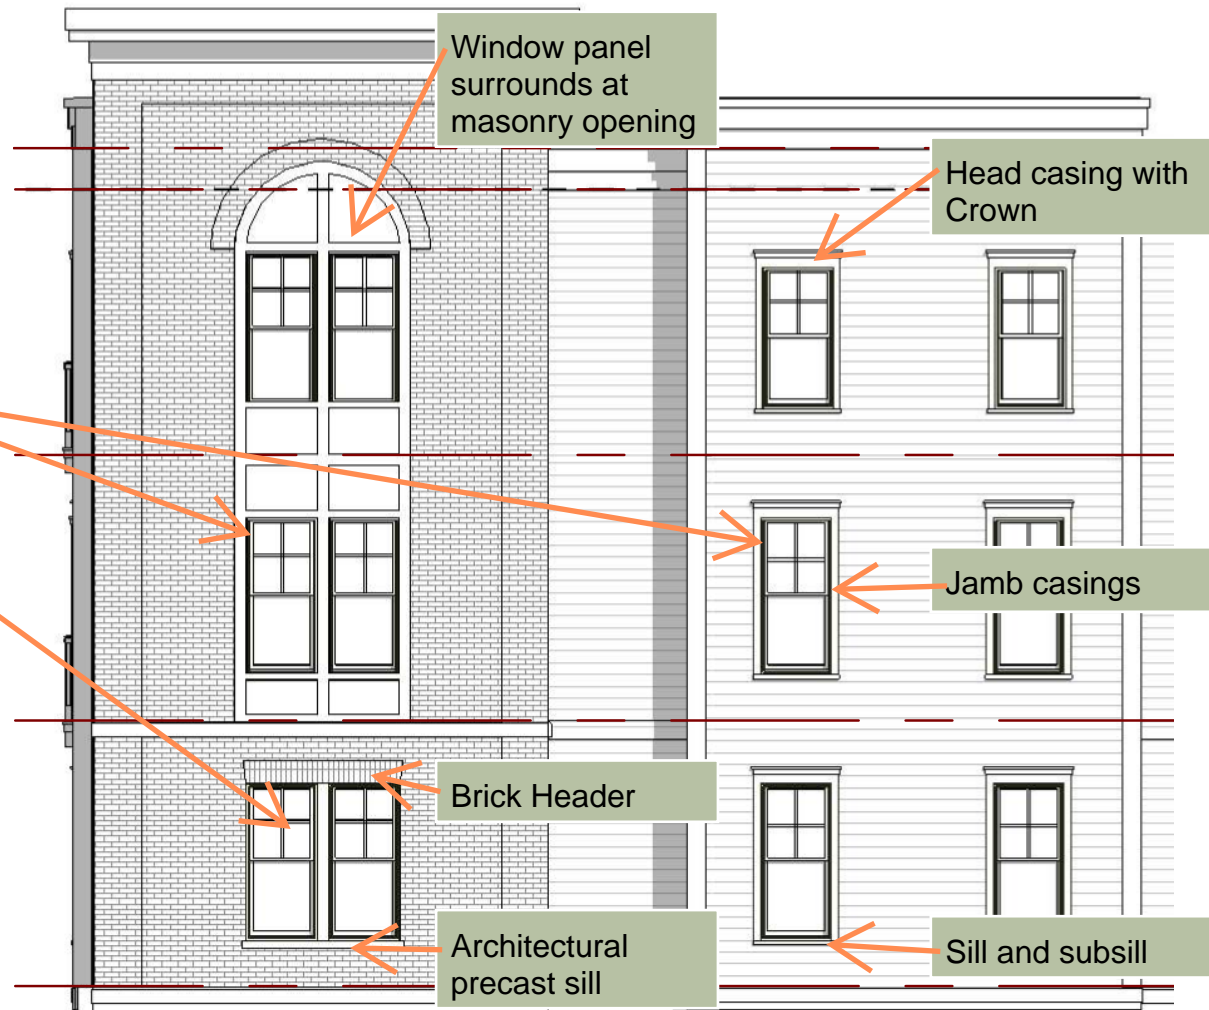 Window panel
surrounds at
masonry opening
Head casing with
Crown
Jamb casings
Brick Header
Architectural
precast sill
Sill and subsill